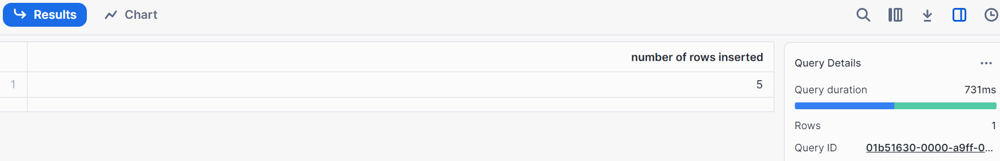 Results Chart
number of rows inserted
1 5
Query Details
Query duration 731ms
Rows 1
Query ID 01b51630-0000-a9ff-0...